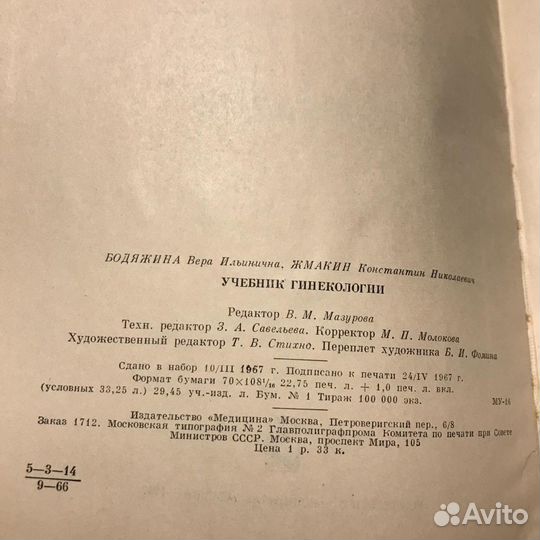 БОДЯЖИНА Вера Ильинична, ЖМАКИН Константин Николаевич
УЧЕБНИК ГИНЕКОЛОГИИ
Редактор В. М. Мазурова
Техн. редактор З. А. Савельева. Корректор М. П. Молокова
Художественный редактор Т. В. Стихно. Переплет художника Б. И. Фомина
Сдано в набор 10/III 1967 г. Подписано к печати 24/IV 1967 г.
Формат бумаги 70×108 1/16 22,75 печ. л. + 1,0 печ. л. вкл.
(условных 33,25 л.) 29,45 уч.-изд. л. Бум. № 1 Тираж 100 000 экз.
МУ-14
Издательство «Медицина» Москва, Петроверигский пер., 6/8
Заказ 1712. Московская типография № 2 Главполиграфпрома Комитета по печати при Совете
Министров СССР. Москва, проспект Мира, 105
Цена 1 р. 33 к.
5—3—14
9—66
Avito